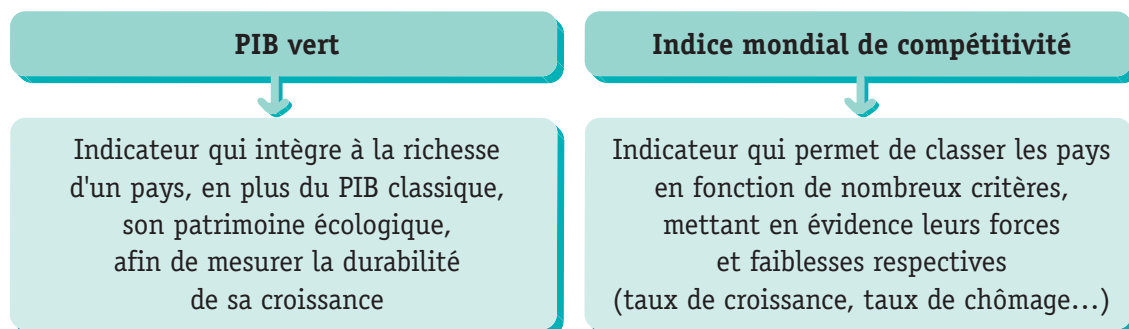 PIB vert
Indicateur qui intègre à la richesse
d'un pays, en plus du PIB classique,
son patrimoine écologique,
afin de mesurer la durabilité
de sa croissance
Indice mondial de compétitivité
Indicateur qui permet de classer les pays
en fonction de nombreux critères,
mettant en évidence leurs forces
et faiblesses respectives
(taux de croissance, taux de chômage…)